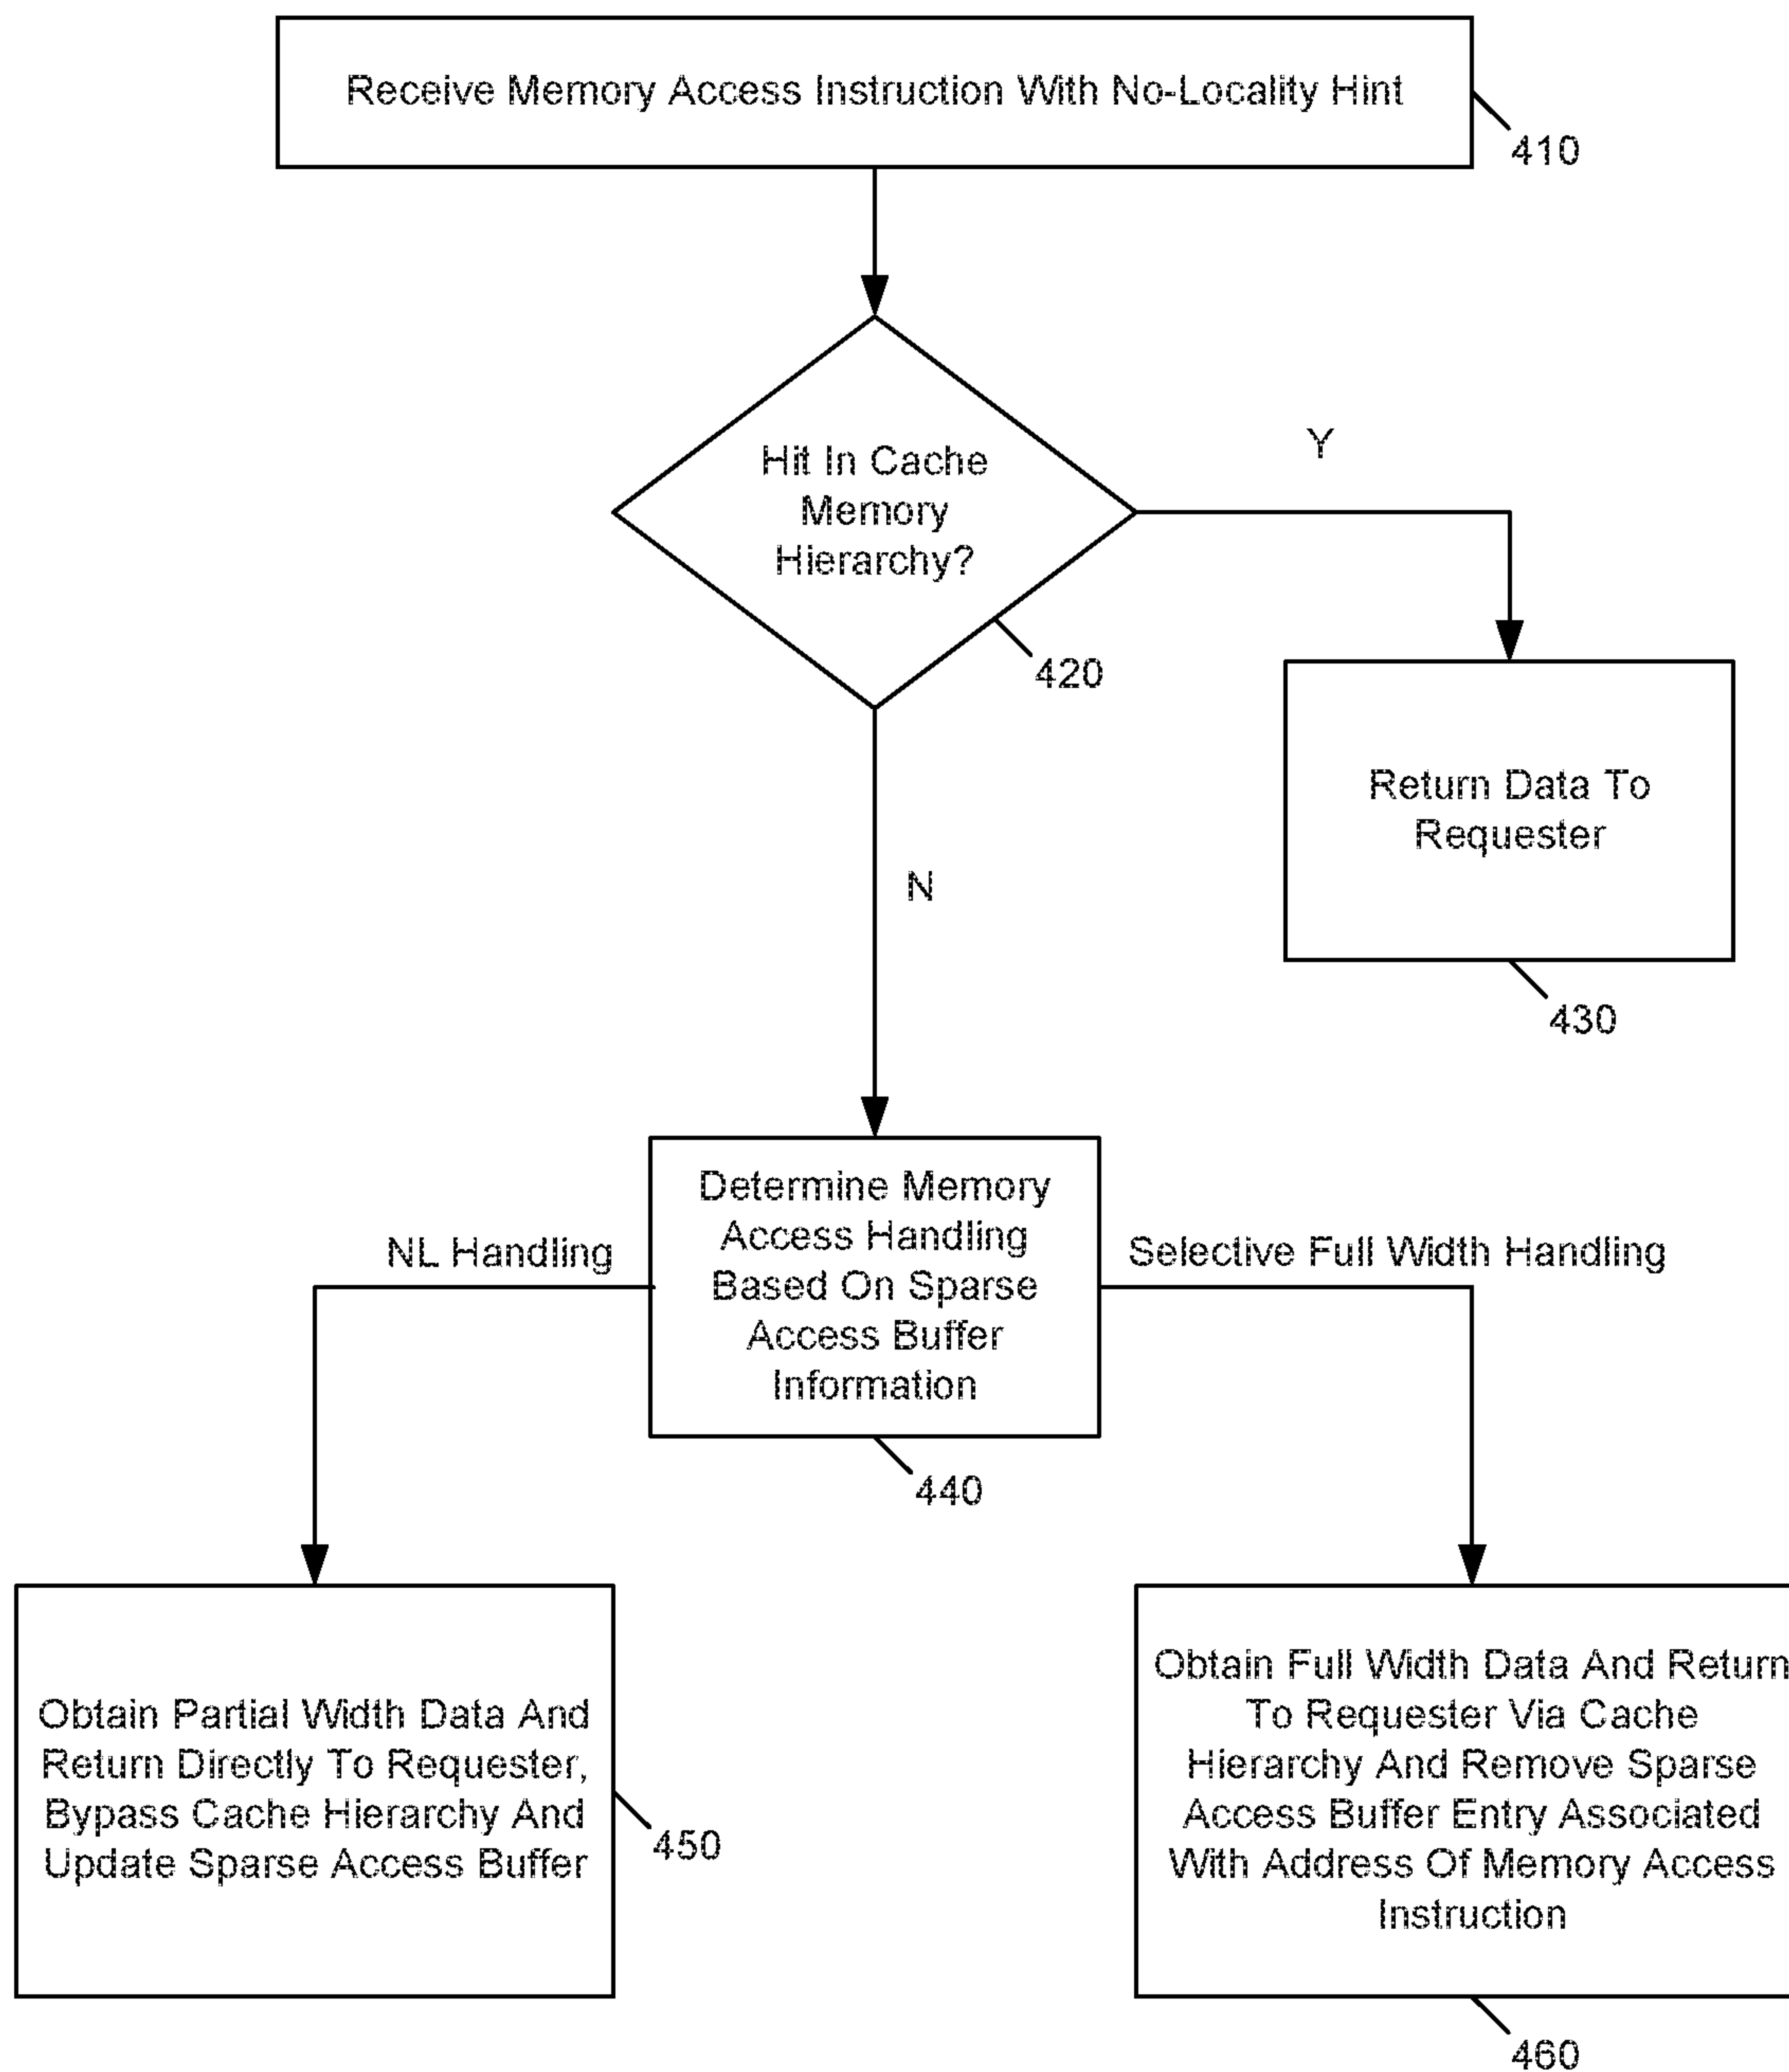 Receive Memory Access Instruction With No-Locality Hint
410
Hit In Cache
Memory
Hierarchy?
420
Y
Return Data To
Requester
430
N
Determine Memory
Access Handling
Based On Sparse
Access Buffer
Information
440
NL Handling
Selective Full Width Handling
Obtain Partial Width Data And
Return Directly To Requester,
Bypass Cache Hierarchy And
Update Sparse Access Buffer
450
Obtain Full Width Data And Return
To Requester Via Cache
Hierarchy And Remove Sparse
Access Buffer Entry Associated
With Address Of Memory Access
Instruction
460